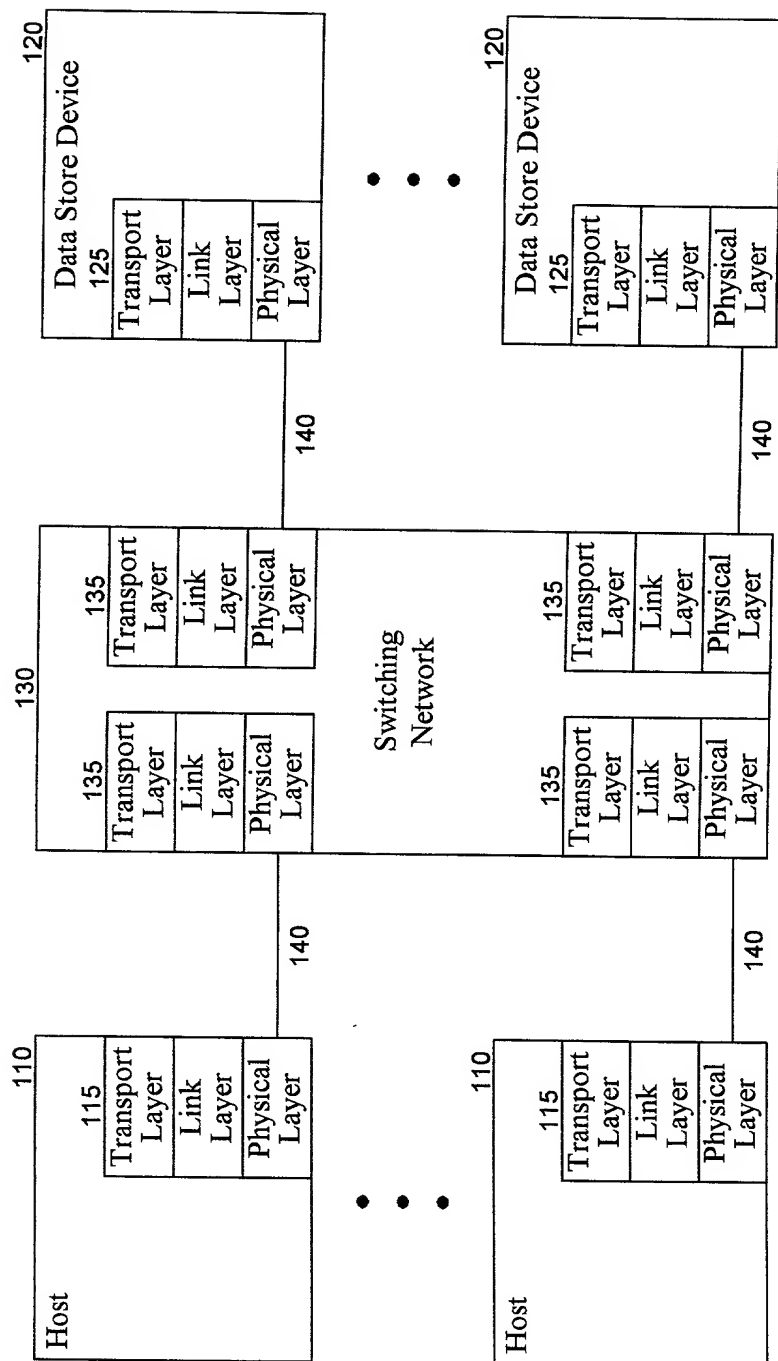 110
Host
115
Transport
Layer
Link
Layer
Physical
Layer
140
110
Host
115
Transport
Layer
Link
Layer
Physical
Layer
140
130
135
Transport
Layer
Link
Layer
Physical
Layer
135
Transport
Layer
Link
Layer
Physical
Layer
Switching
Network
135
Transport
Layer
Link
Layer
Physical
Layer
135
Transport
Layer
Link
Layer
Physical
Layer
140
120
Data Store Device
125
Transport
Layer
Link
Layer
Physical
Layer
140
120
Data Store Device
125
Transport
Layer
Link
Layer
Physical
Layer